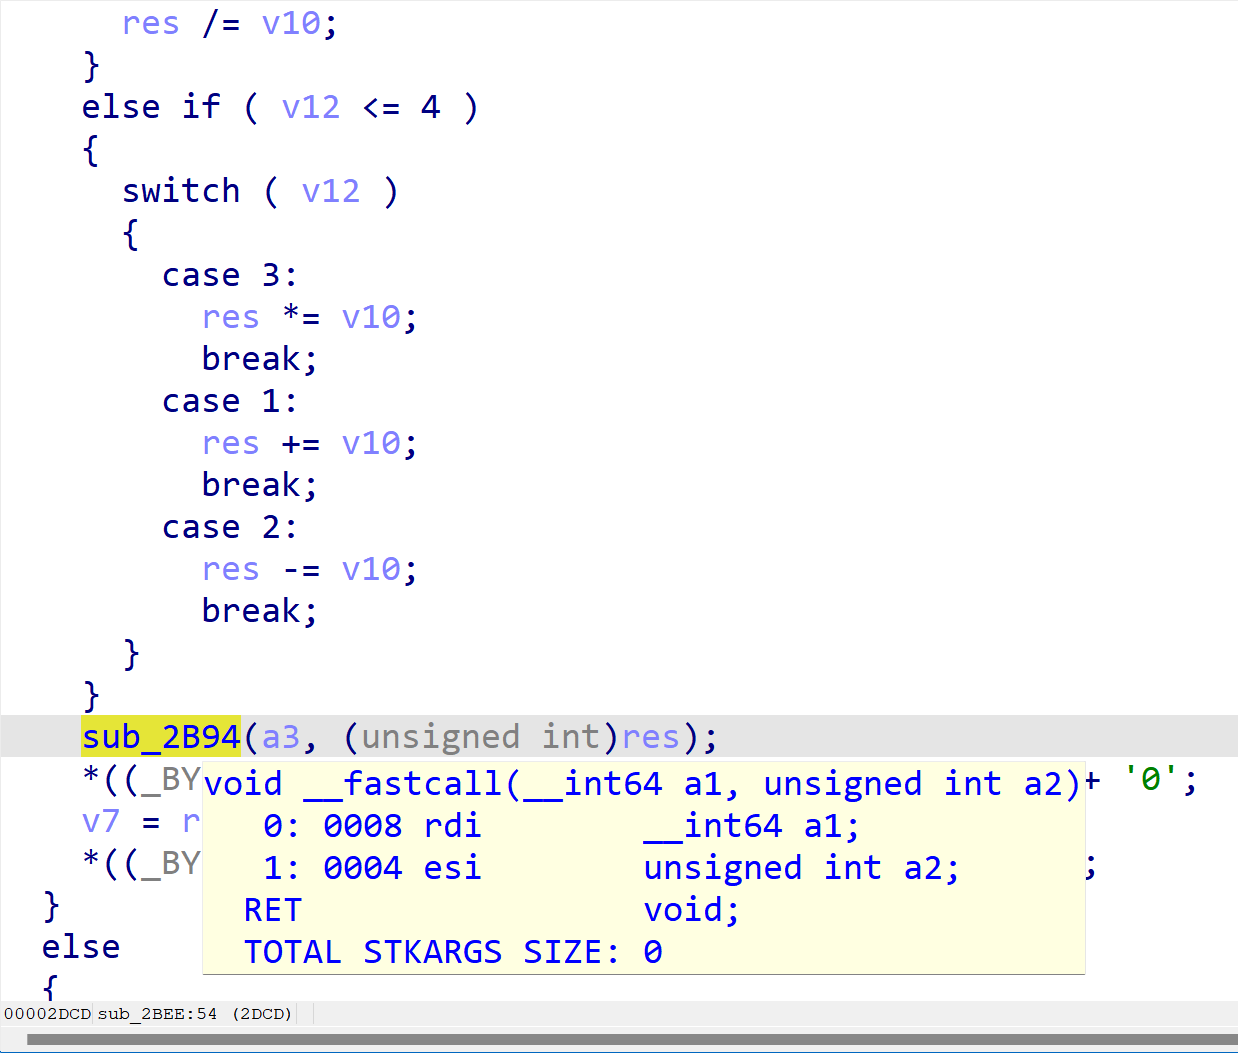 res /= v10;
    }
    else if ( v12 <= 4 )
    {
      switch ( v12 )
      {
        case 3:
          res *= v10;
          break;
        case 1:
          res += v10;
          break;
        case 2:
          res -= v10;
          break;
      }
    }
    sub_2B94(a3, (unsigned int)res);
    *((_BY + '0';
void __fastcall(__int64 a1, unsigned int a2)
    v7 = r
   0: 0008 rdi        __int64 a1;
    *((_BY ;
   1: 0004 esi        unsigned int a2;
  }
  RET                 void;
  else
  TOTAL STKARGS SIZE: 0
  {
00002DCD sub_2BEE:54 (2DCD)